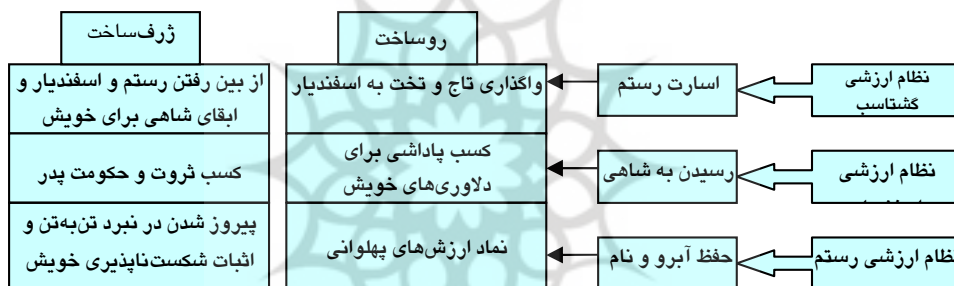 ژرف‌ساخت
روساخت
نظام ارزشی
گشتاسب
اسارت رستم
واگذاری تاج و تخت به اسفندیار
از بین رفتن رستم و اسفندیار و
ابقای شاهی برای خویش
نظام ارزشی
رسیدن به شاهی
کسب پاداشی برای
دلاوری‌های خویش
کسب ثروت و حکومت پدر
نظام ارزشی رستم
حفظ آبرو و نام
نماد ارزش‌های پهلوانی
پیروز شدن در نبرد تن‌به‌تن و
اثبات شکست‌ناپذیری خویش